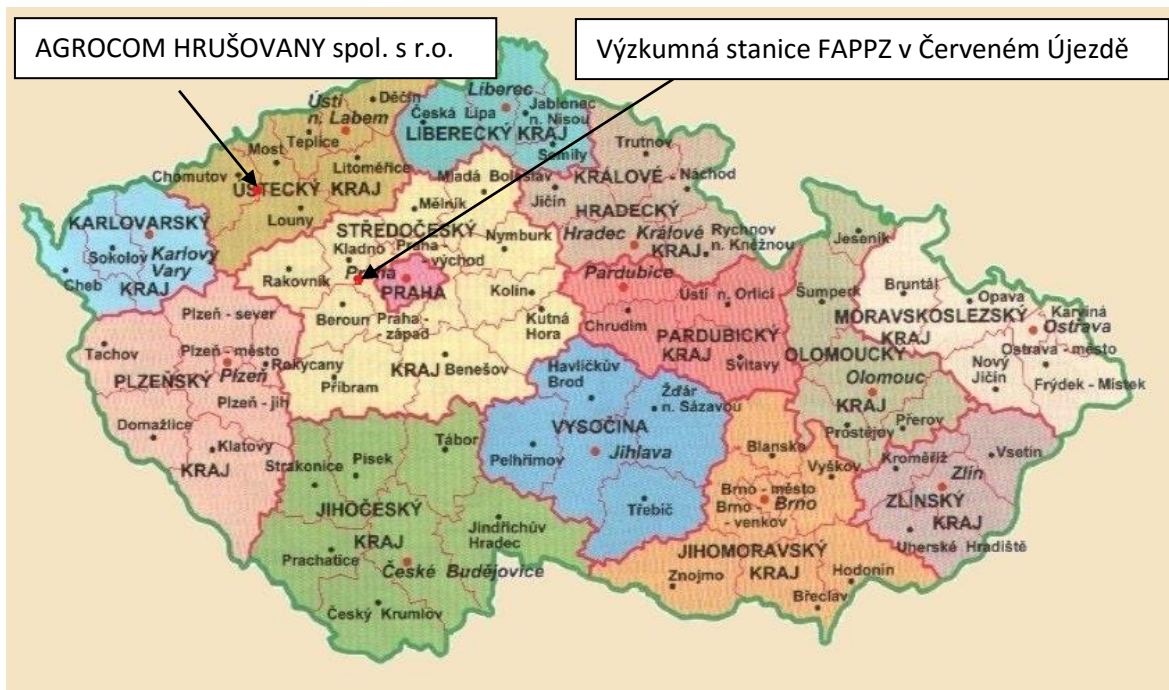 AGROCOM HRUŠOVANY spol. s r.o.
Výzkumná stanice FAPPZ v Červeném Újezdě
Ústí
n. Labem
Děčín
Teplice
Most
Litoměřice
Chomutov
ÚSTECKÝ KRAJ
Louny
Liberec
Česká Lípa
Jablonec
n. Nisou
LIBERECKÝ KRAJ
Semily
Trutnov
KRÁLOVÉ-
Náchod
Jičín
HRADECKÝ
Hradec Králové
Rychnov
n. Kněžnou
KRAJ
KARLOVARSKÝ
Sokolov
Karlovy
Vary
Cheb
KRAJ
Mladá Boleslav
Mělník
STŘEDOČESKÝ
Nymburk
Kladno
Praha
- východ
Rakovník
Praha
PRAHA
Kolín
Beroun
Praha -
západ
Kutná
Hora
KRAJ
Benešov
Příbram
Pardubice
Ústí n. Orlicí
Chrudim
PARDUBICKÝ
KRAJ
Svitavy
Jeseník
Šumperk
OLOMOUCKÝ
Olomouc
KRAJ
Přerov
Prostějov
Bruntál
Opava
MORAVSKOSLEZSKÝ
KRAJ
Karviná
Ostrava
Ostrava - město
Nový
Jičín
Frýdek - Místek
Plzeň - sever
Tachov
Plzeň - město
PLZEŇSKÝ
Plzeň
Rokycany
Plzeň - jih
Domažlice
Klatovy
KRAJ
Havlíčkův
Brod
Žďár
n. Sázavou
VYSOČINA
Pelhřimov
Jihlava
Třebíč
Tábor
Písek
Strakonice
JIHOČESKÝ
KRAJ
Jindřichův
Hradec
Prachatice
České Budějovice
Český Krumlov
Blansko
Vyškov
Brno - město
Brno
Brno
- venkov
JIHOMORAVSKÝ
KRAJ
Znojmo
Hodonín
Břeclav
Kroměříž
Vsetín
Zlín
ZLÍNSKÝ
KRAJ
Uherské Hradiště